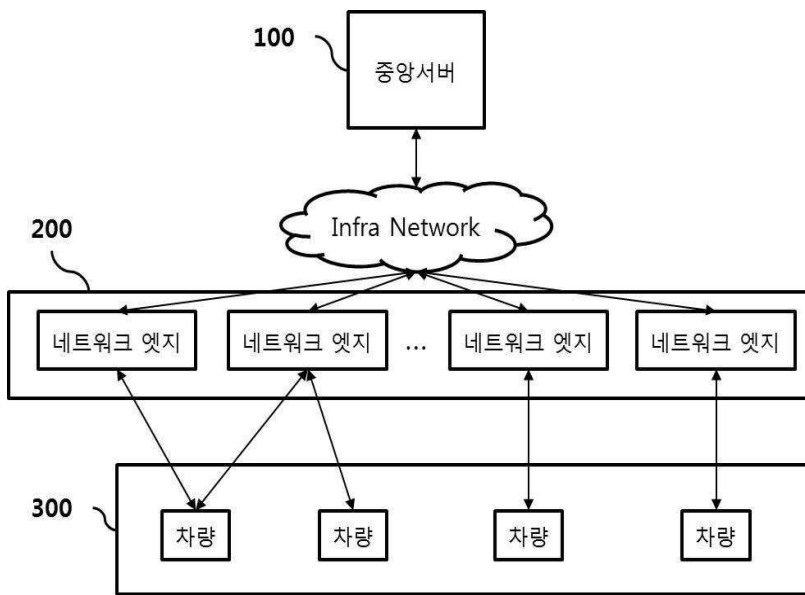 100
중앙서버
Infra Network
200
네트워크 엣지 네트워크 엣지 ... 네트워크 엣지 네트워크 엣지
300
차량 차량 차량 차량